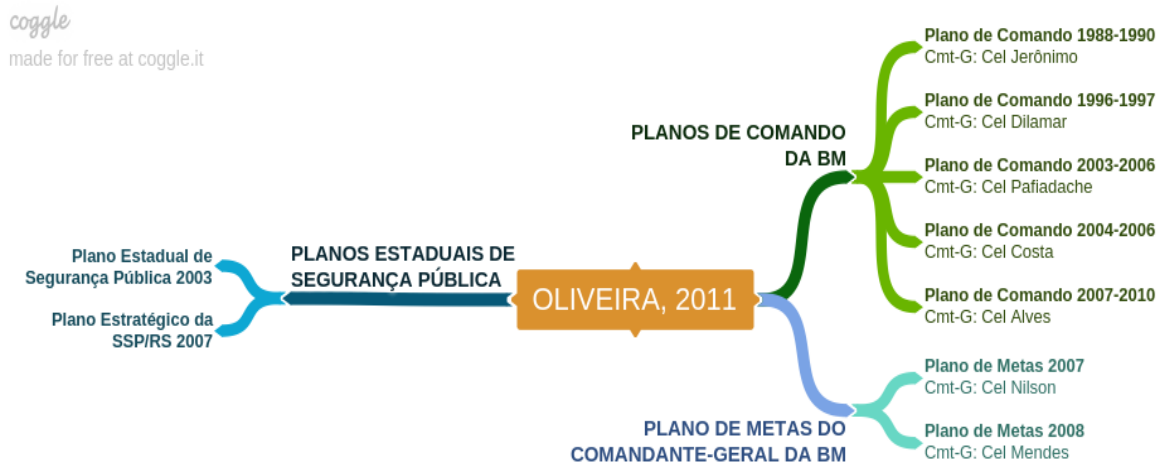 coggle
made for free at coggle.it
Plano de Comando 1988-1990
Cmt-G: Cel Jerônimo
Plano de Comando 1996-1997
Cmt-G: Cel Dilamar
PLANOS DE COMANDO
DA BM
Plano de Comando 2003-2006
Cmt-G: Cel Pafiadache
Plano de Comando 2004-2006
Cmt-G: Cel Costa
Plano de Comando 2007-2010
Cmt-G: Cel Alves
PLANOS ESTADUAIS DE
SEGURANÇA PÚBLICA
Plano Estadual de
Segurança Pública 2003
Plano Estratégico da
SSP/RS 2007
OLIVEIRA, 2011
Plano de Metas 2007
Cmt-G: Cel Nilson
PLANO DE METAS DO
COMANDANTE-GERAL DA BM
Plano de Metas 2008
Cmt-G: Cel Mendes